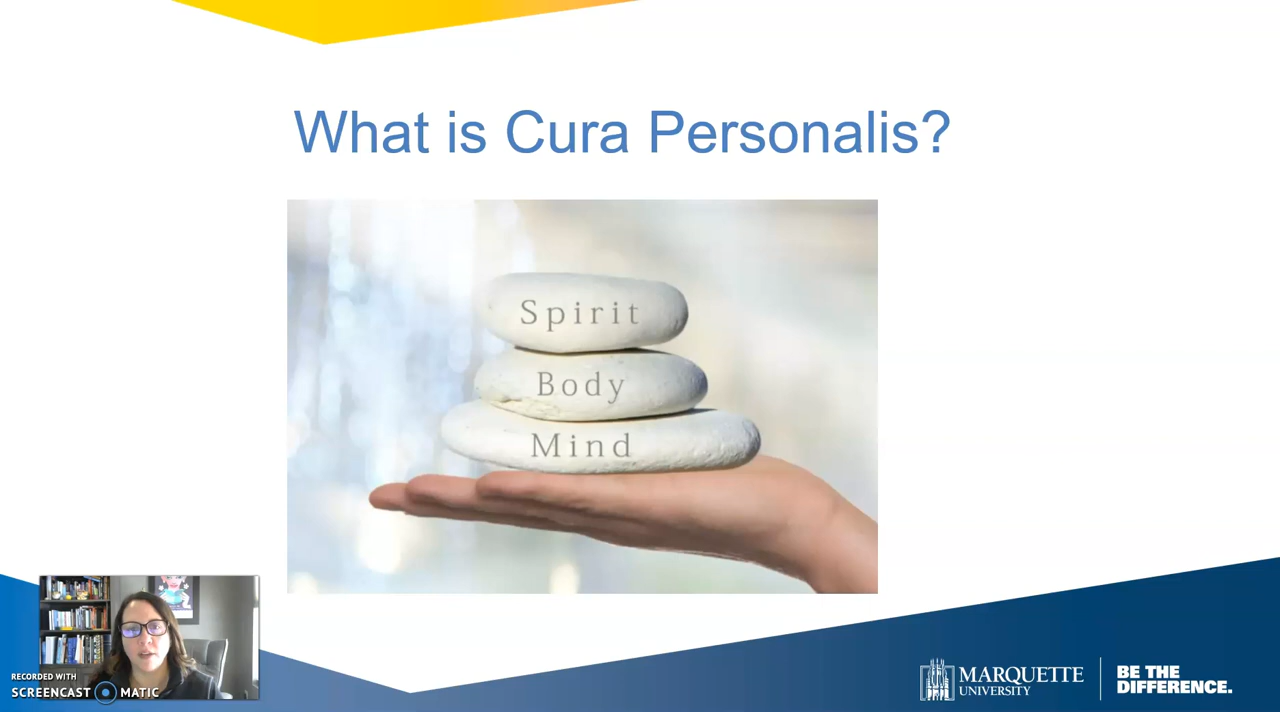 What is Cura Personalis?
Spirit
Body
Mind
RECORDED WITH
SCREENCAST MATIC
MARQUETTE
UNIVERSITY
BE THE
DIFFERENCE.